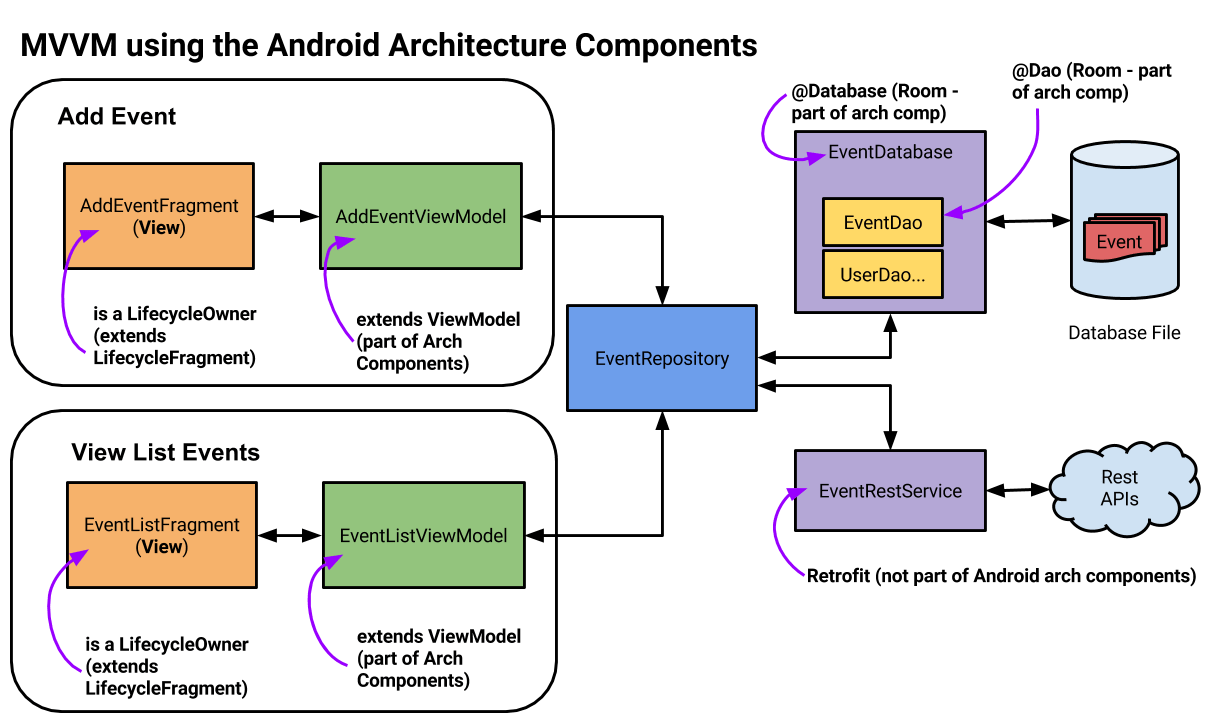 MVVM using the Android Architecture Components
Add Event
AddEventFragment
(View)
AddEventViewModel
is a LifecycleOwner
(extends
LifecycleFragment)
extends ViewModel
(part of Arch
Components)
View List Events
EventListFragment
(View)
EventListViewModel
is a LifecycleOwner
(extends
LifecycleFragment)
extends ViewModel
(part of Arch
Components)
EventRepository
@Database (Room -
part of arch comp)
EventDatabase
EventDao
UserDao...
@Dao (Room - part
of arch comp)
Event
Database File
EventRestService
Rest
APIs
Retrofit (not part of Android arch components)